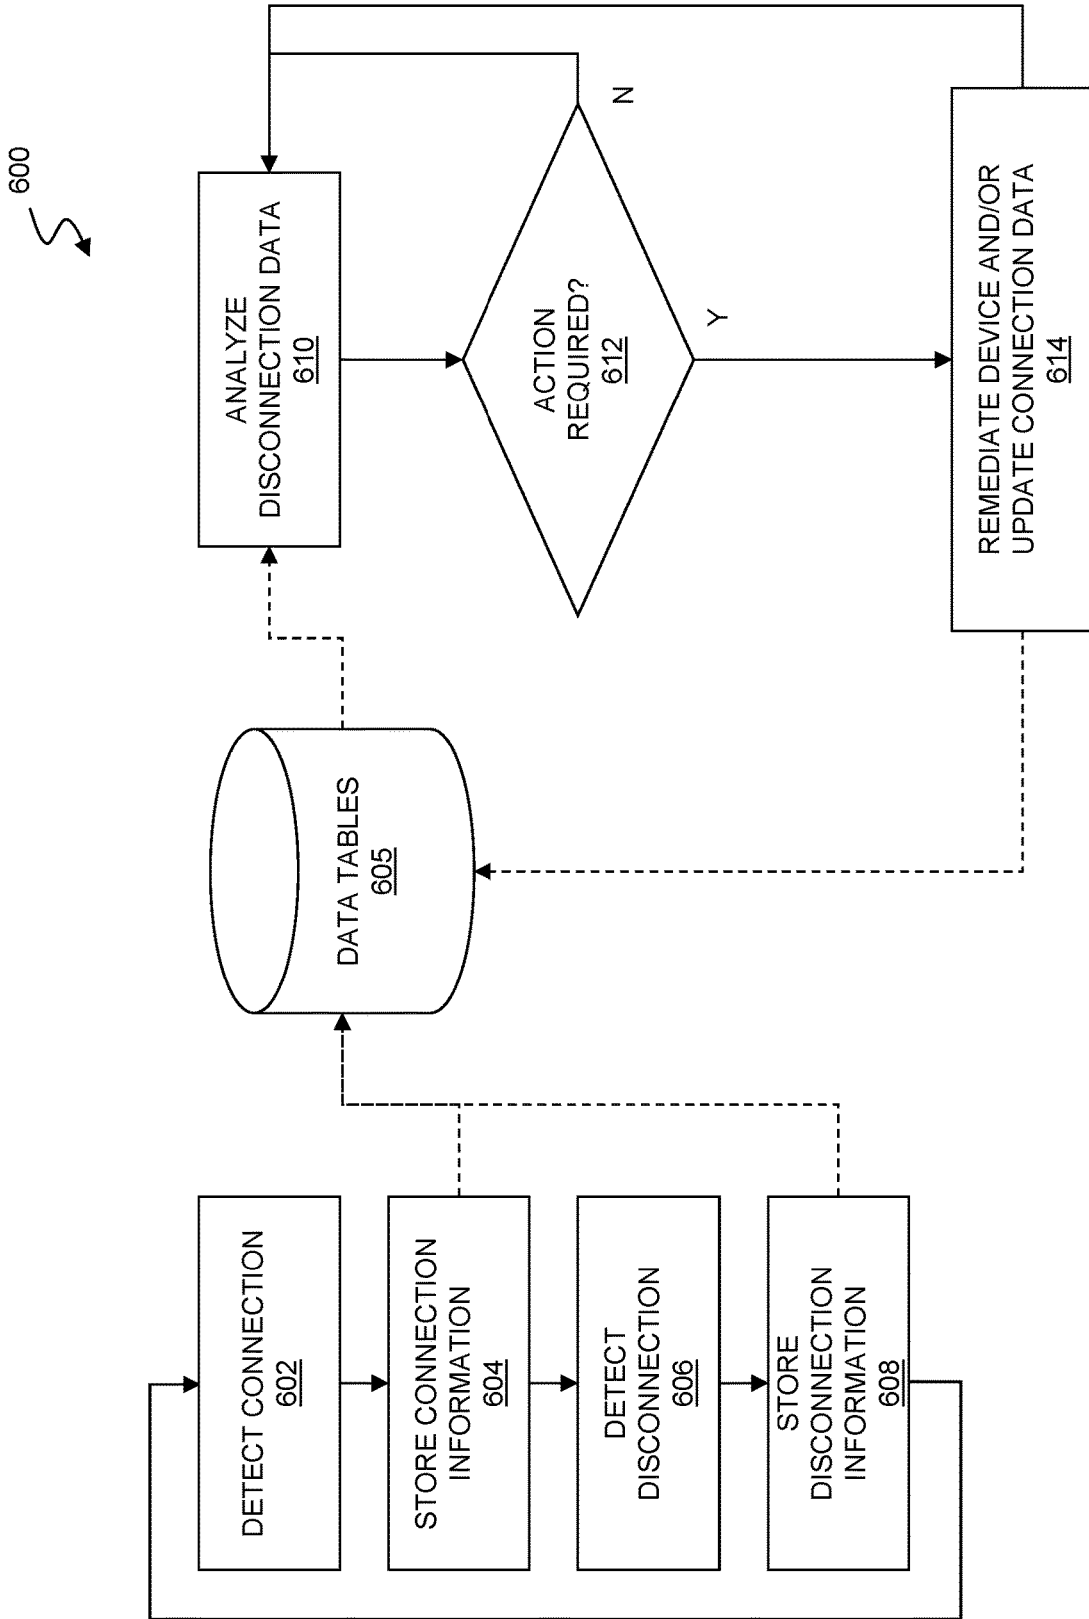 600
DETECT CONNECTION
602
STORE CONNECTION
INFORMATION
604
DETECT
DISCONNECTION
606
STORE
DISCONNECTION
INFORMATION
608
DATA TABLES
605
ANALYZE
DISCONNECTION DATA
610
ACTION
REQUIRED?
612
N
Y
REMEDIATE DEVICE AND/OR
UPDATE CONNECTION DATA
614